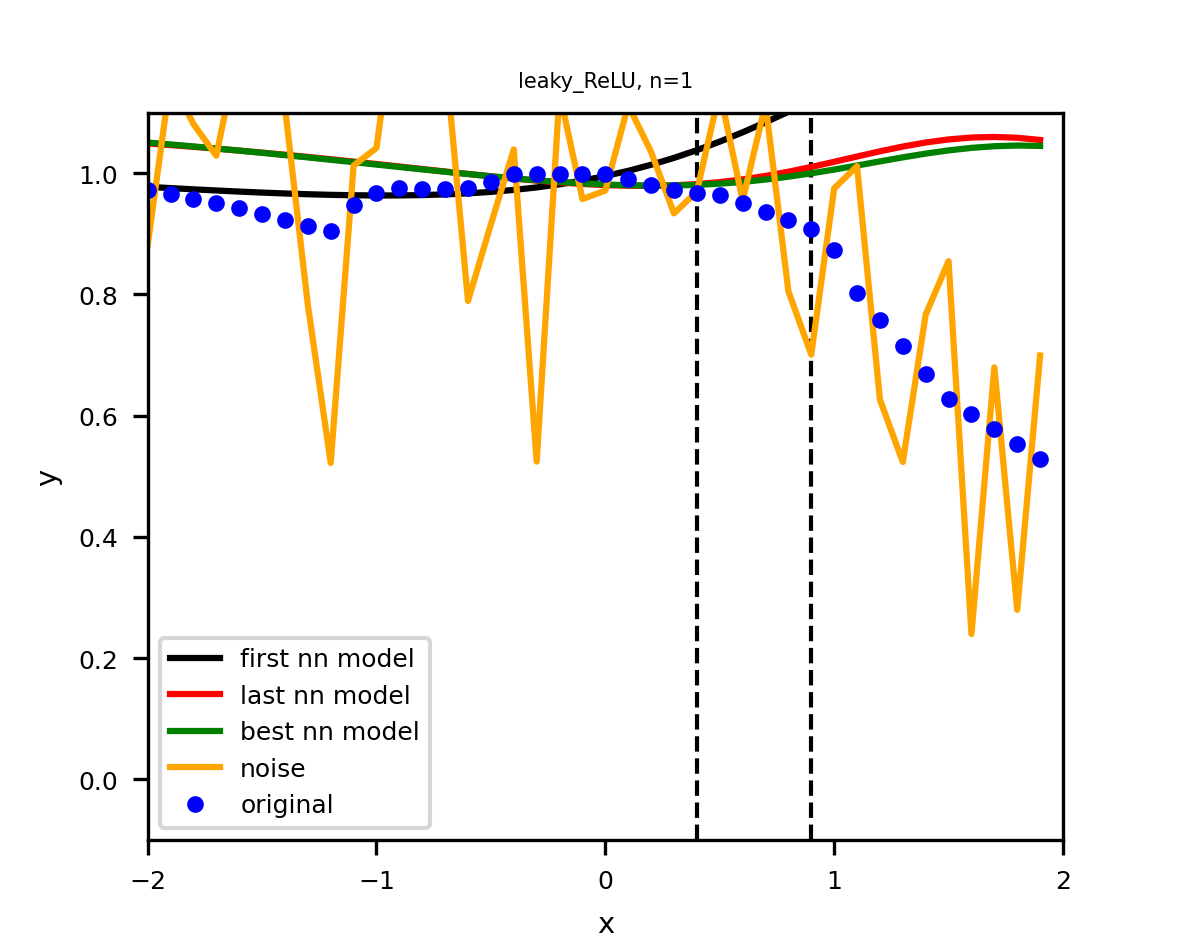 leaky_ReLU, n=1
y
1.0
0.8
0.6
0.4
0.2
0.0
first nn model
last nn model
best nn model
noise
original
−2
−1
0
1
2
x